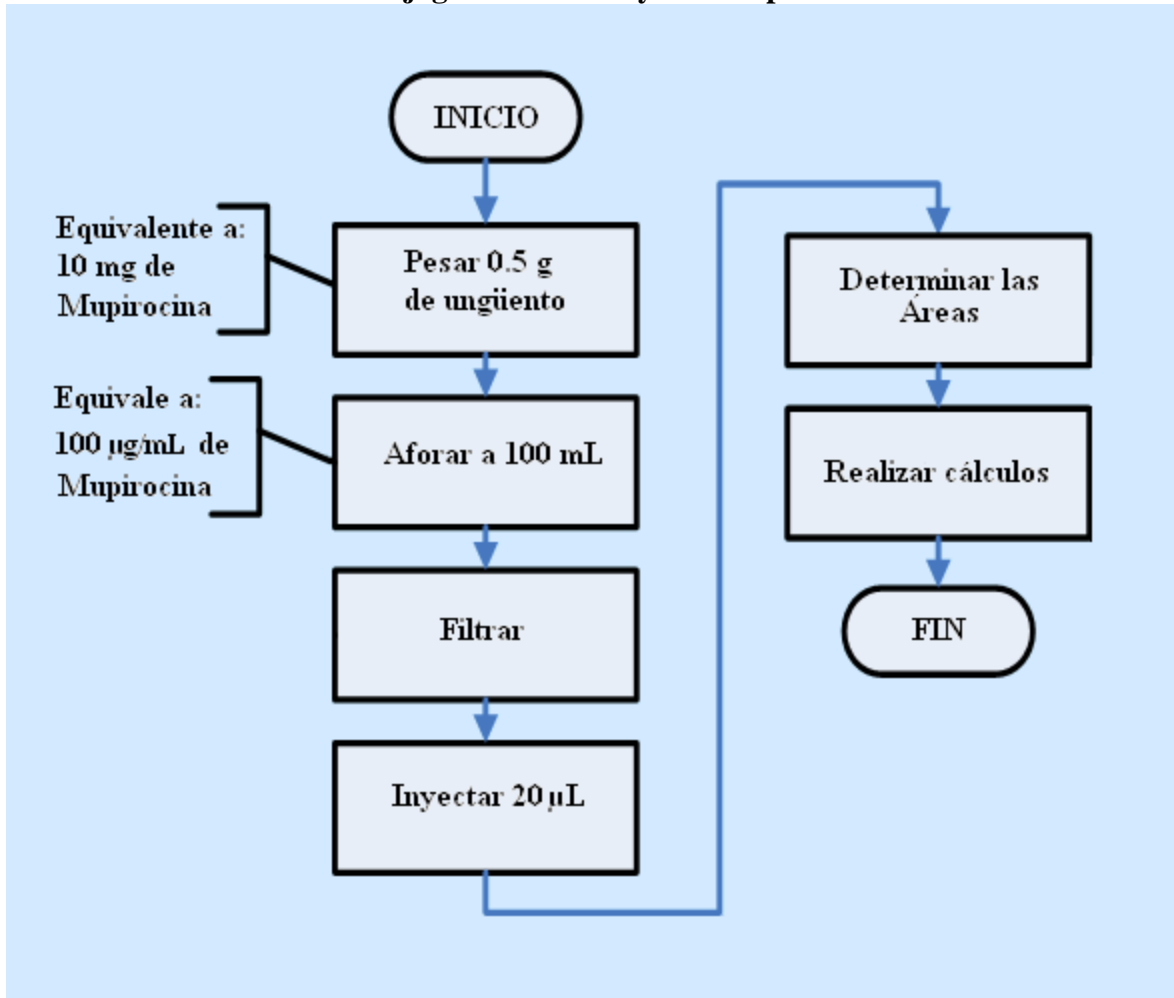 INICIO
Equivalente a:
10 mg de
Mupirocina
Pesar 0.5 g
de ungüento
Equivale a:
100 µg/mL de
Mupirocina
Aforar a 100 mL
Filtrar
Inyectar 20 µL
Determinar las
Áreas
Realizar cálculos
FIN